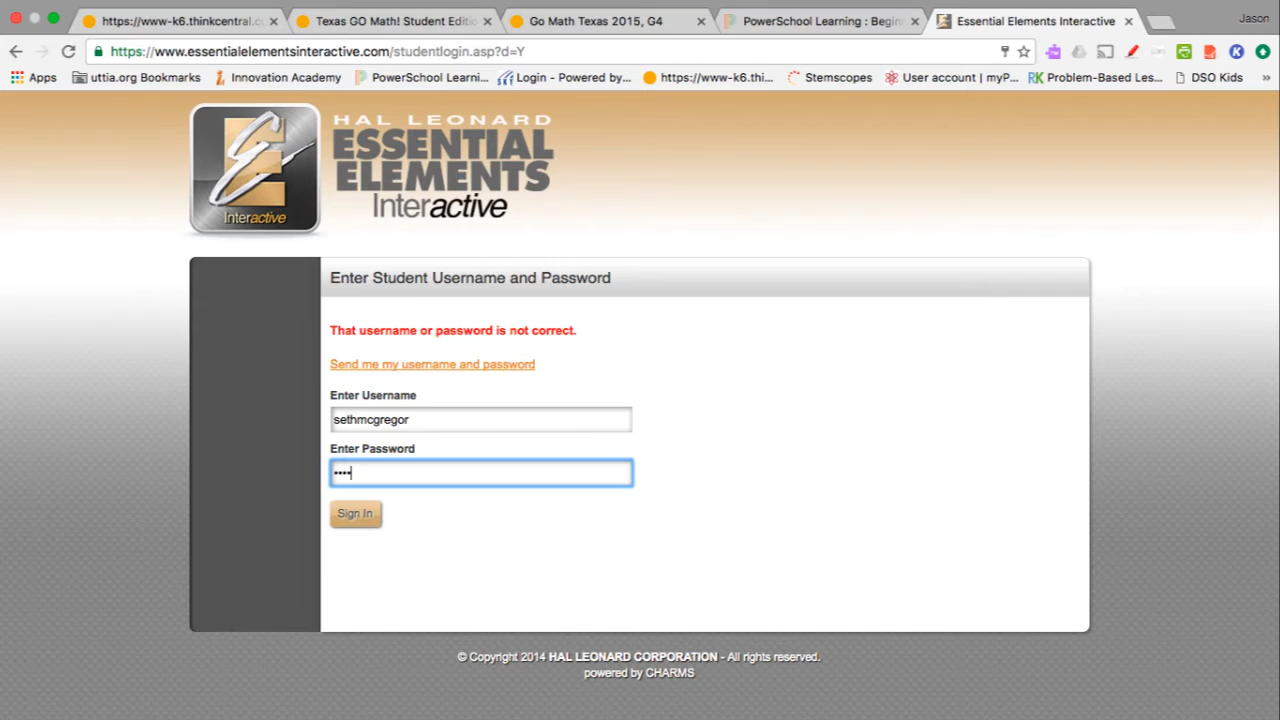 https://www-k6.thinkcentral.c
Texas GO Math! Student Editio
Go Math Texas 2015, G4
PowerSchool Learning : Begin
Essential Elements Interactive
Jason
https://www.essentialelementsinteractive.com/studentlogin.asp?d=Y
Apps
uttia.org Bookmarks
Innovation Academy
PowerSchool Learni...
Login - Powered by...
https://www-k6.thi...
Stemscopes
User account | myP...
Problem-Based Les...
DSO Kids
»
HAL LEONARD
ESSENTIAL
ELEMENTS
Interactive
E
Interactive
Enter Student Username and Password
That username or password is not correct.
Send me my username and password
Enter Username
sethmcgregor
Enter Password
••••
Sign In
© Copyright 2014 HAL LEONARD CORPORATION - All rights reserved.
powered by CHARMS